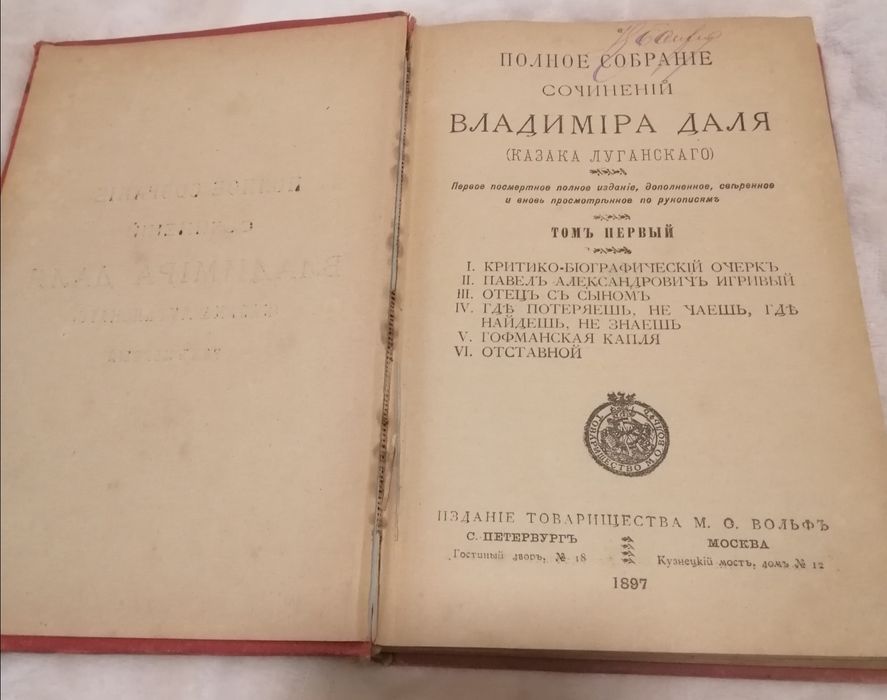 ПОЛНОЕ СОБРАНІЕ
СОЧИНЕНІЙ
ВЛАДИМІРА ДАЛЯ
(КАЗАКА ЛУГАНСКАГО)
Первое посмертное полное изданіе, дополненное, свѣренное
и вновь просмотрѣнное по рукописямъ
ТОМЪ ПЕРВЫЙ
I. КРИТИКО-БІОГРАФИЧЕСКІЙ ОЧЕРКЪ
II. ПАВЕЛЪ АЛЕКСАНДРОВИЧЪ ИГРИВЫЙ
III. ОТЕЦЪ СЪ СЫНОМЪ
IV. ГДѢ ПОТЕРЯЕШЬ, НЕ ЧАЕШЬ, ГДѢ
НАЙДЕШЬ, НЕ ЗНАЕШЬ
V. ГОФМАНСКАЯ КАПЛЯ
VI. ОТСТАВНОЙ
ТОВАРИЩЕСТВО М.О.ВОЛЬФЪ
ИЗДАНІЕ ТОВАРИЩЕСТВА М. О. ВОЛЬФЪ
С.-ПЕТЕРБУРГЪ
Гостиный дворъ, № 18
МОСКВА
Кузнецкій мостъ, домъ № 12
1897